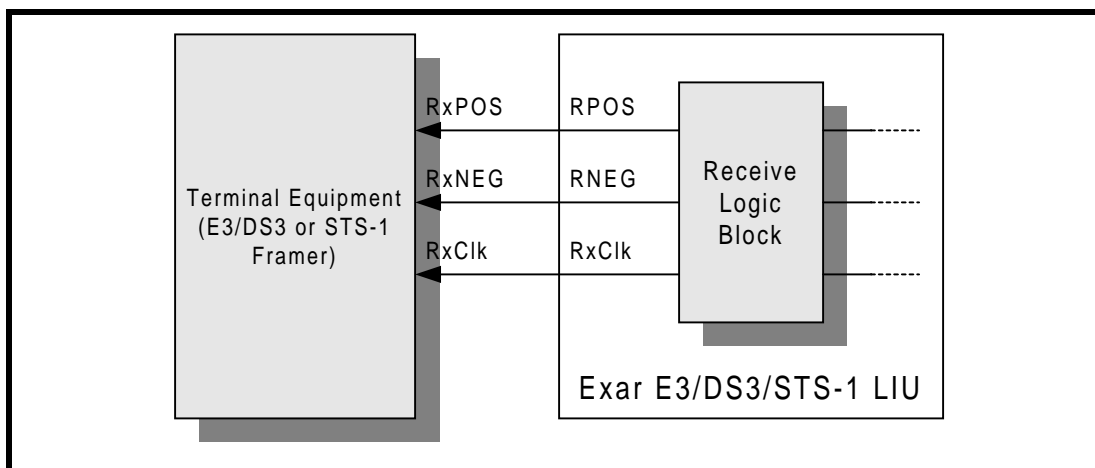 RxPOS RPOS
RxNEG RNEG
Terminal Equipment
(E3/DS3 or STS-1
Framer)
Receive
Logic
Block
RxClk RxClk
Exar E3/DS3/STS-1 LIU